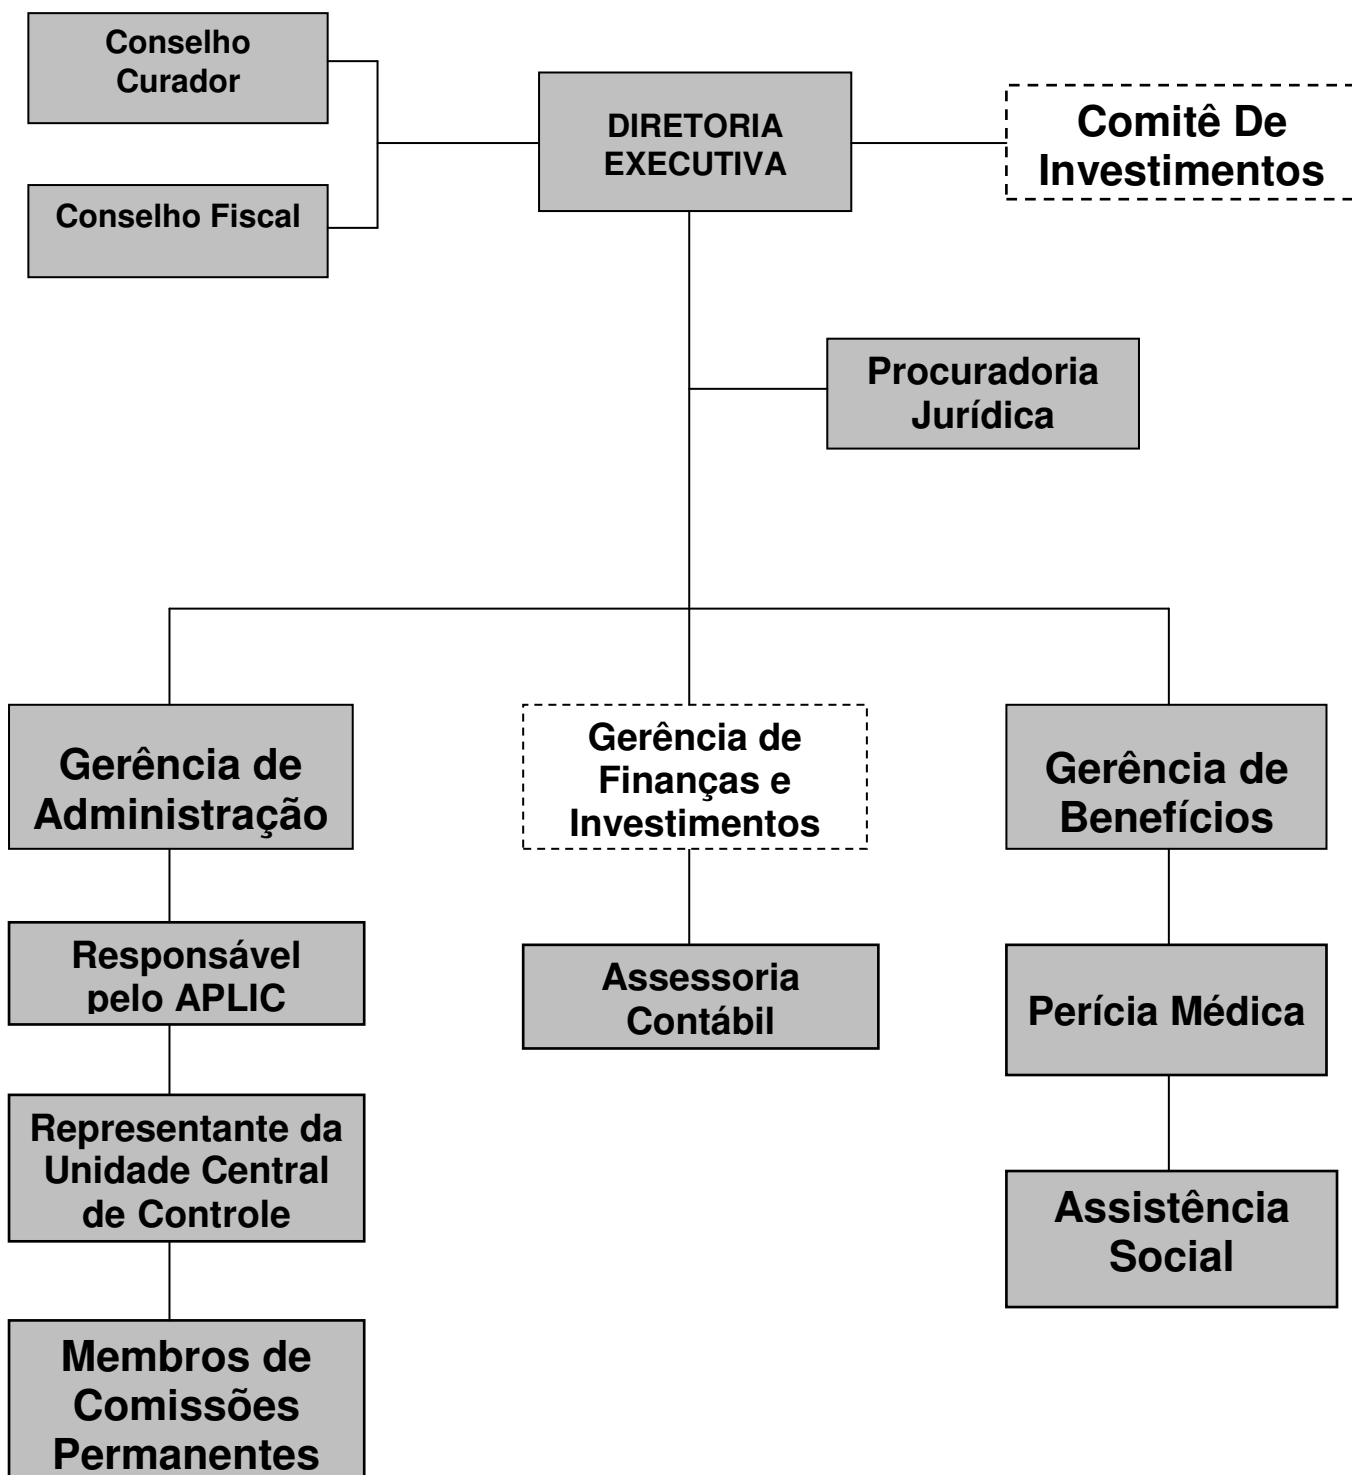 Conselho
Curador
DIRETORIA
EXECUTIVA
Comitê De
Investimentos
Conselho Fiscal
Procuradoria
Jurídica
Gerência de
Administração
Gerência de
Finanças e
Investimentos
Gerência de
Benefícios
Responsável
pelo APLIC
Assessoria
Contábil
Perícia Médica
Representante da
Unidade Central
de Controle
Assistência
Social
Membros de
Comissões
Permanentes